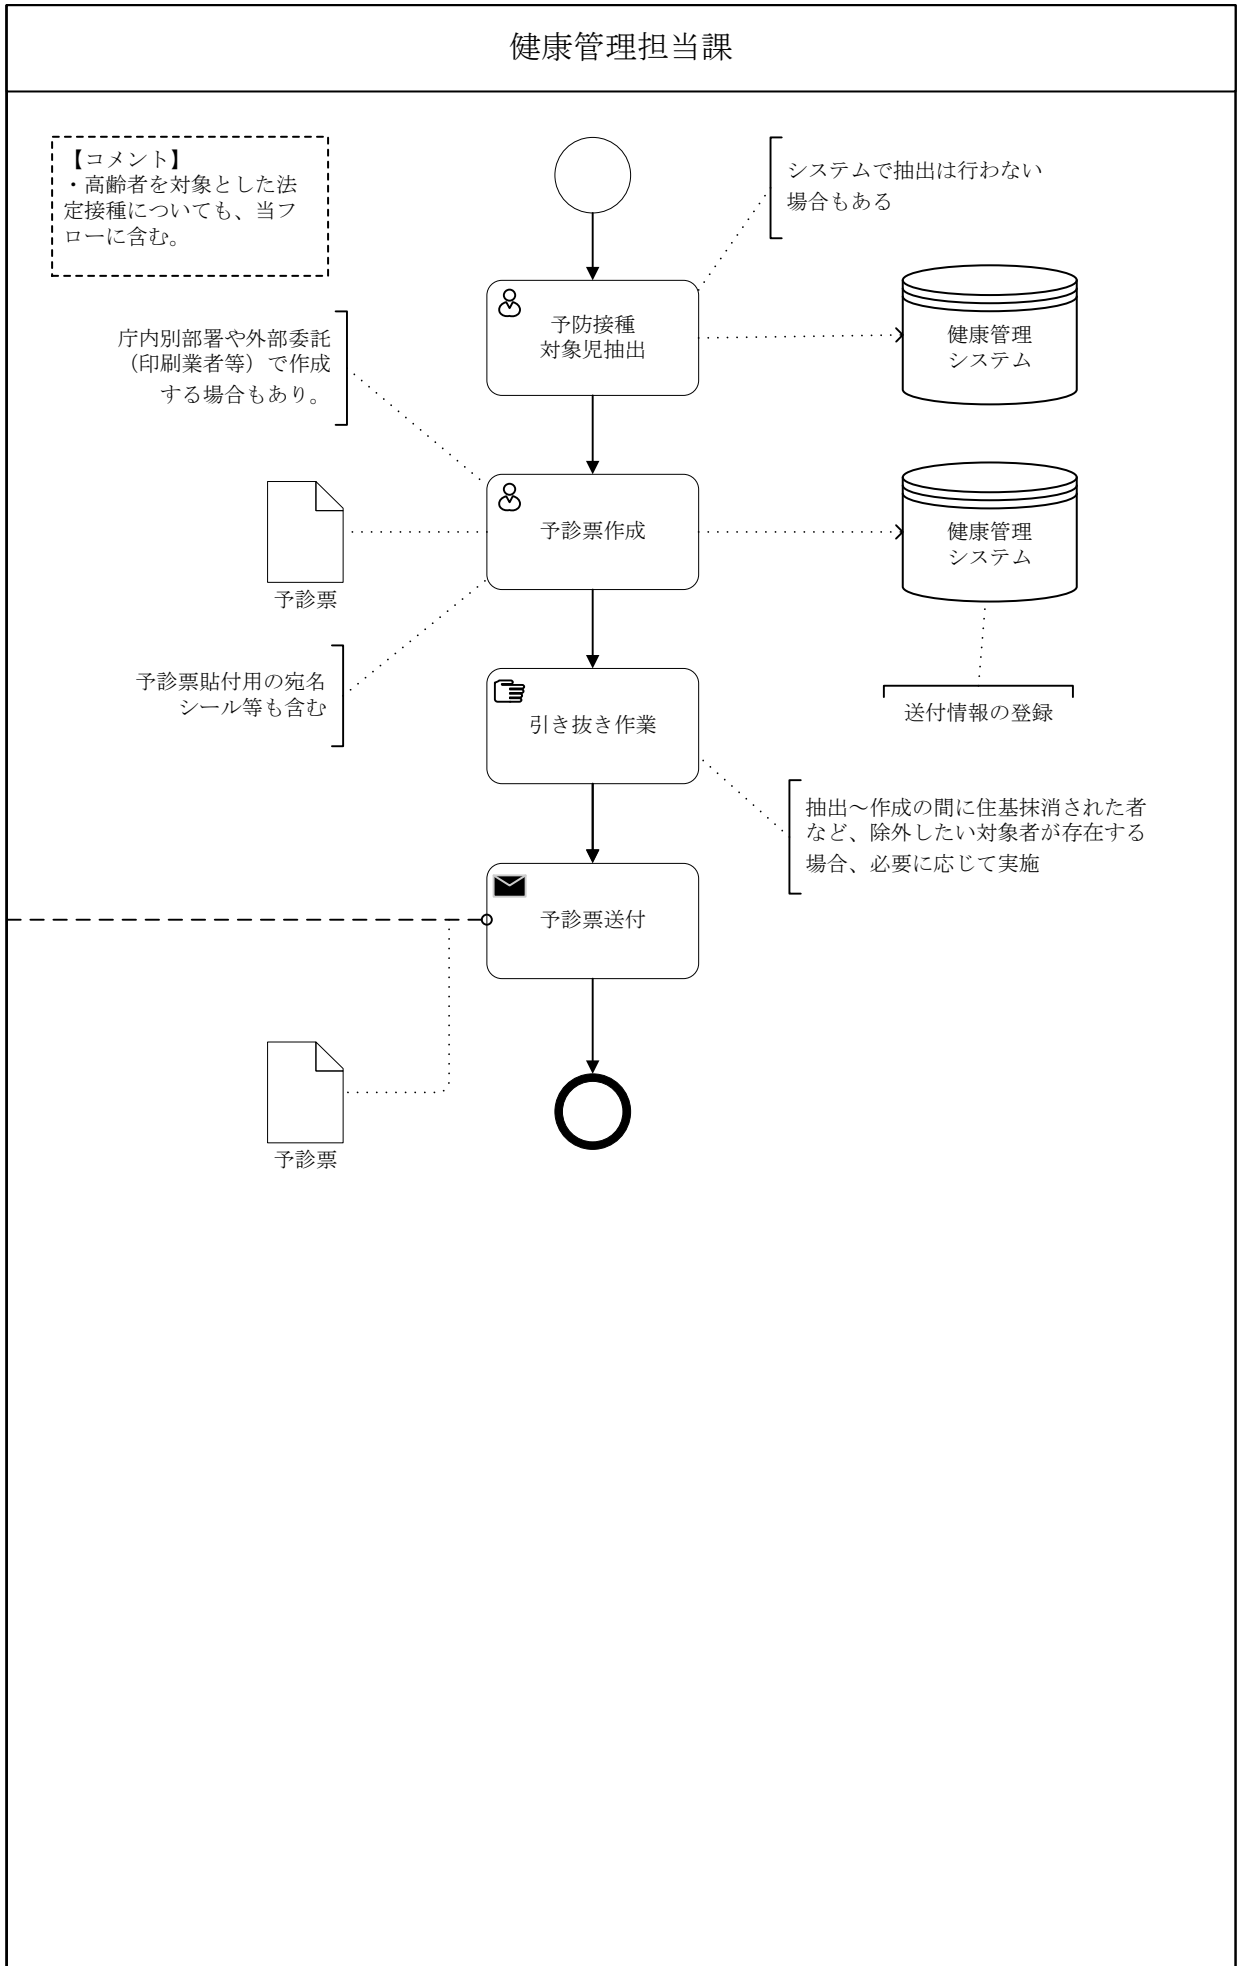 健康管理担当課
【コメント】
・高齢者を対象とした法
定接種についても、当フ
ローに含む。
システムで抽出は行わない
場合もある
予防接種
対象児抽出
健康管理
システム
庁内別部署や外部委託
（印刷業者等）で作成
する場合もあり。
予診票作成
健康管理
システム
予診票
予診票貼付用の宛名
シール等も含む
引き抜き作業
送付情報の登録
抽出～作成の間に住基抹消された者
など、除外したい対象者が存在する
場合、必要に応じて実施
予診票送付
予診票